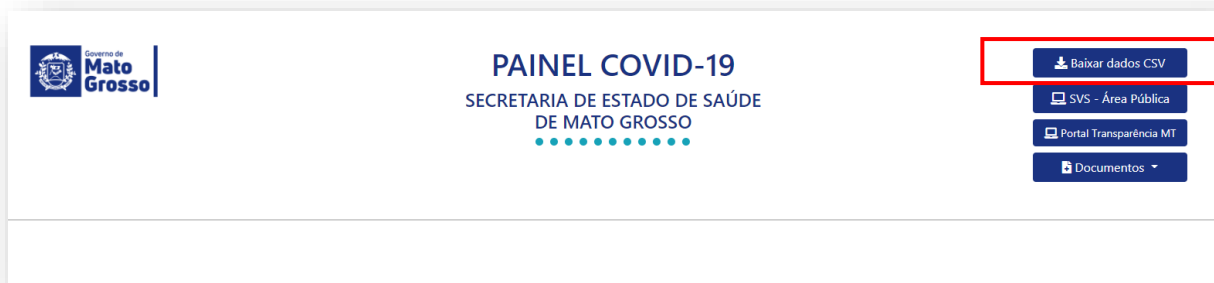 Governo de
Mato
Grosso
PAINEL COVID-19
SECRETARIA DE ESTADO DE SAÚDE
DE MATO GROSSO
Baixar dados CSV
SVS - Área Pública
Portal Transparência MT
Documentos